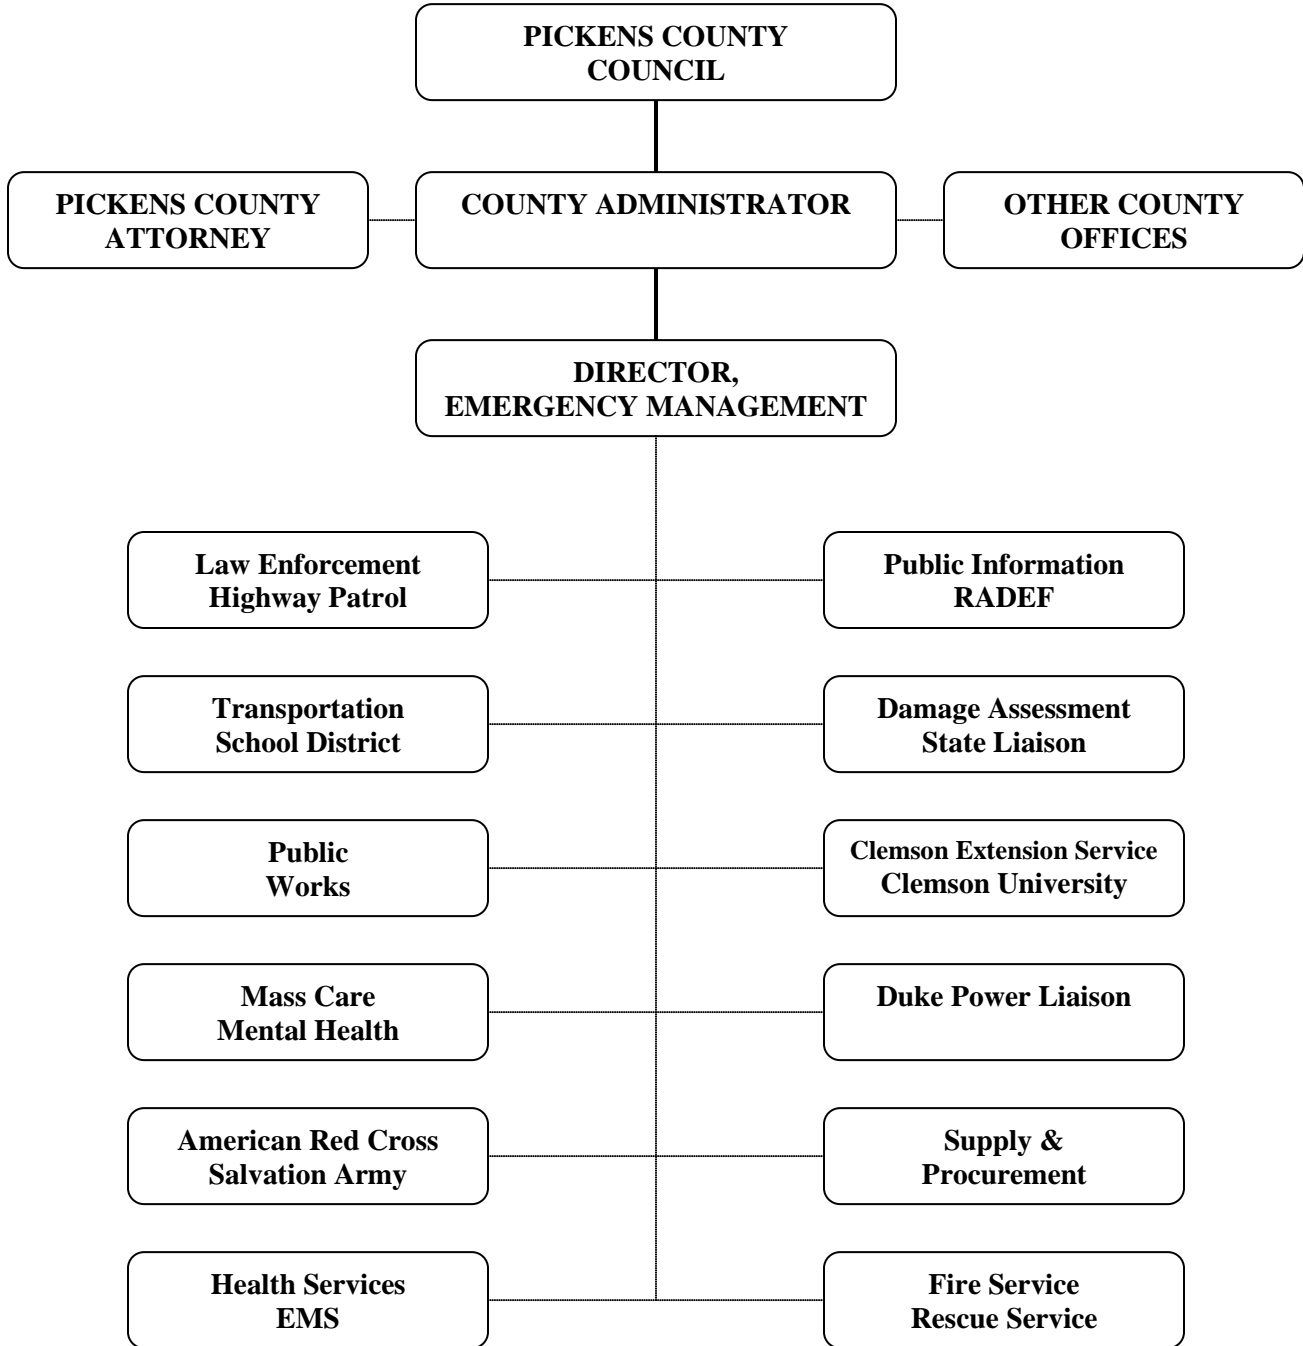 PICKENS COUNTY
COUNCIL
PICKENS COUNTY
ATTORNEY
COUNTY ADMINISTRATOR
OTHER COUNTY
OFFICES
DIRECTOR,
EMERGENCY MANAGEMENT
Law Enforcement
Highway Patrol
Public Information
RADEF
Transportation
School District
Damage Assessment
State Liaison
Public
Works
Clemson Extension Service
Clemson University
Mass Care
Mental Health
Duke Power Liaison
American Red Cross
Salvation Army
Supply &
Procurement
Health Services
EMS
Fire Service
Rescue Service